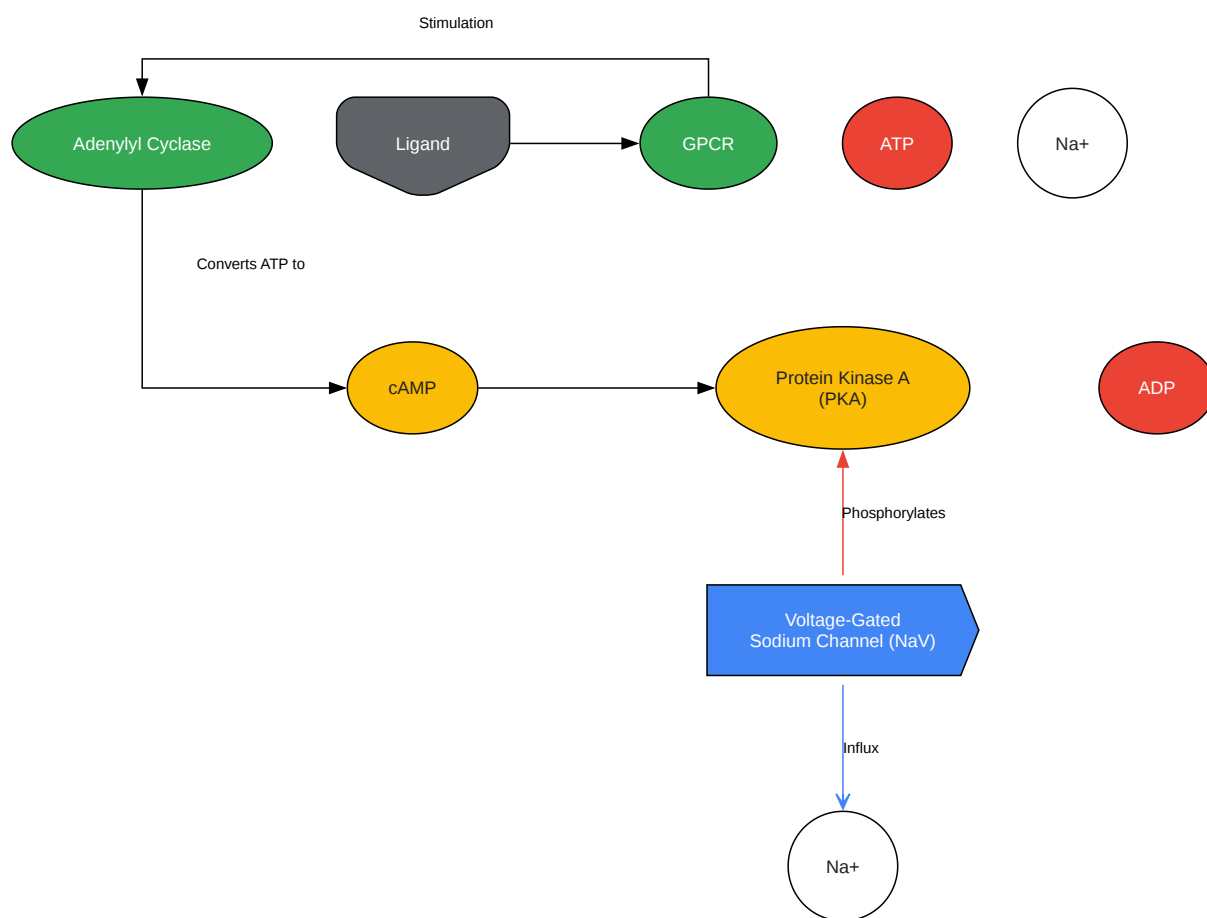 Stimulation
Adenylyl Cyclase
Ligand
GPCR
ATP
Na+
Converts ATP to
cAMP
Protein Kinase A
(PKA)
ADP
Phosphorylates
Voltage-Gated
Sodium Channel (NaV)
Influx
Na+